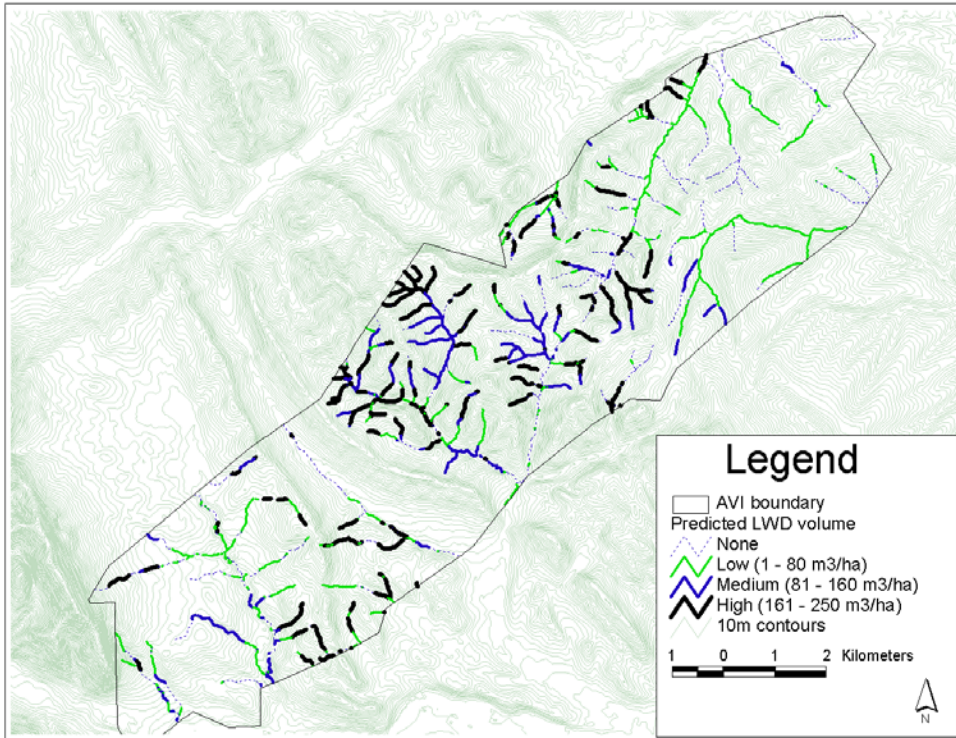 Legend
AVI boundary
Predicted LWD volume
None
Low (1 - 80 m3/ha)
Medium (81 - 160 m3/ha)
High (161 - 250 m3/ha)
10m contours
1 0 1 2 Kilometers
N